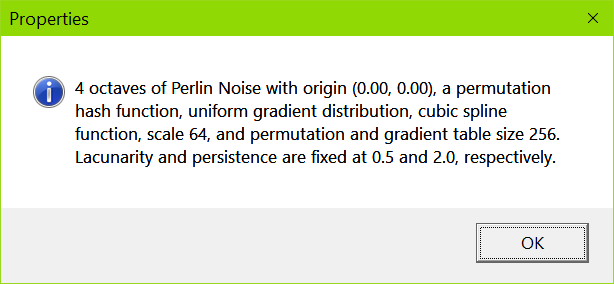 Properties
4 octaves of Perlin Noise with origin (0.00, 0.00), a permutation
hash function, uniform gradient distribution, cubic spline
function, scale 64, and permutation and gradient table size 256.
Lacunarity and persistence are fixed at 0.5 and 2.0, respectively.
OK